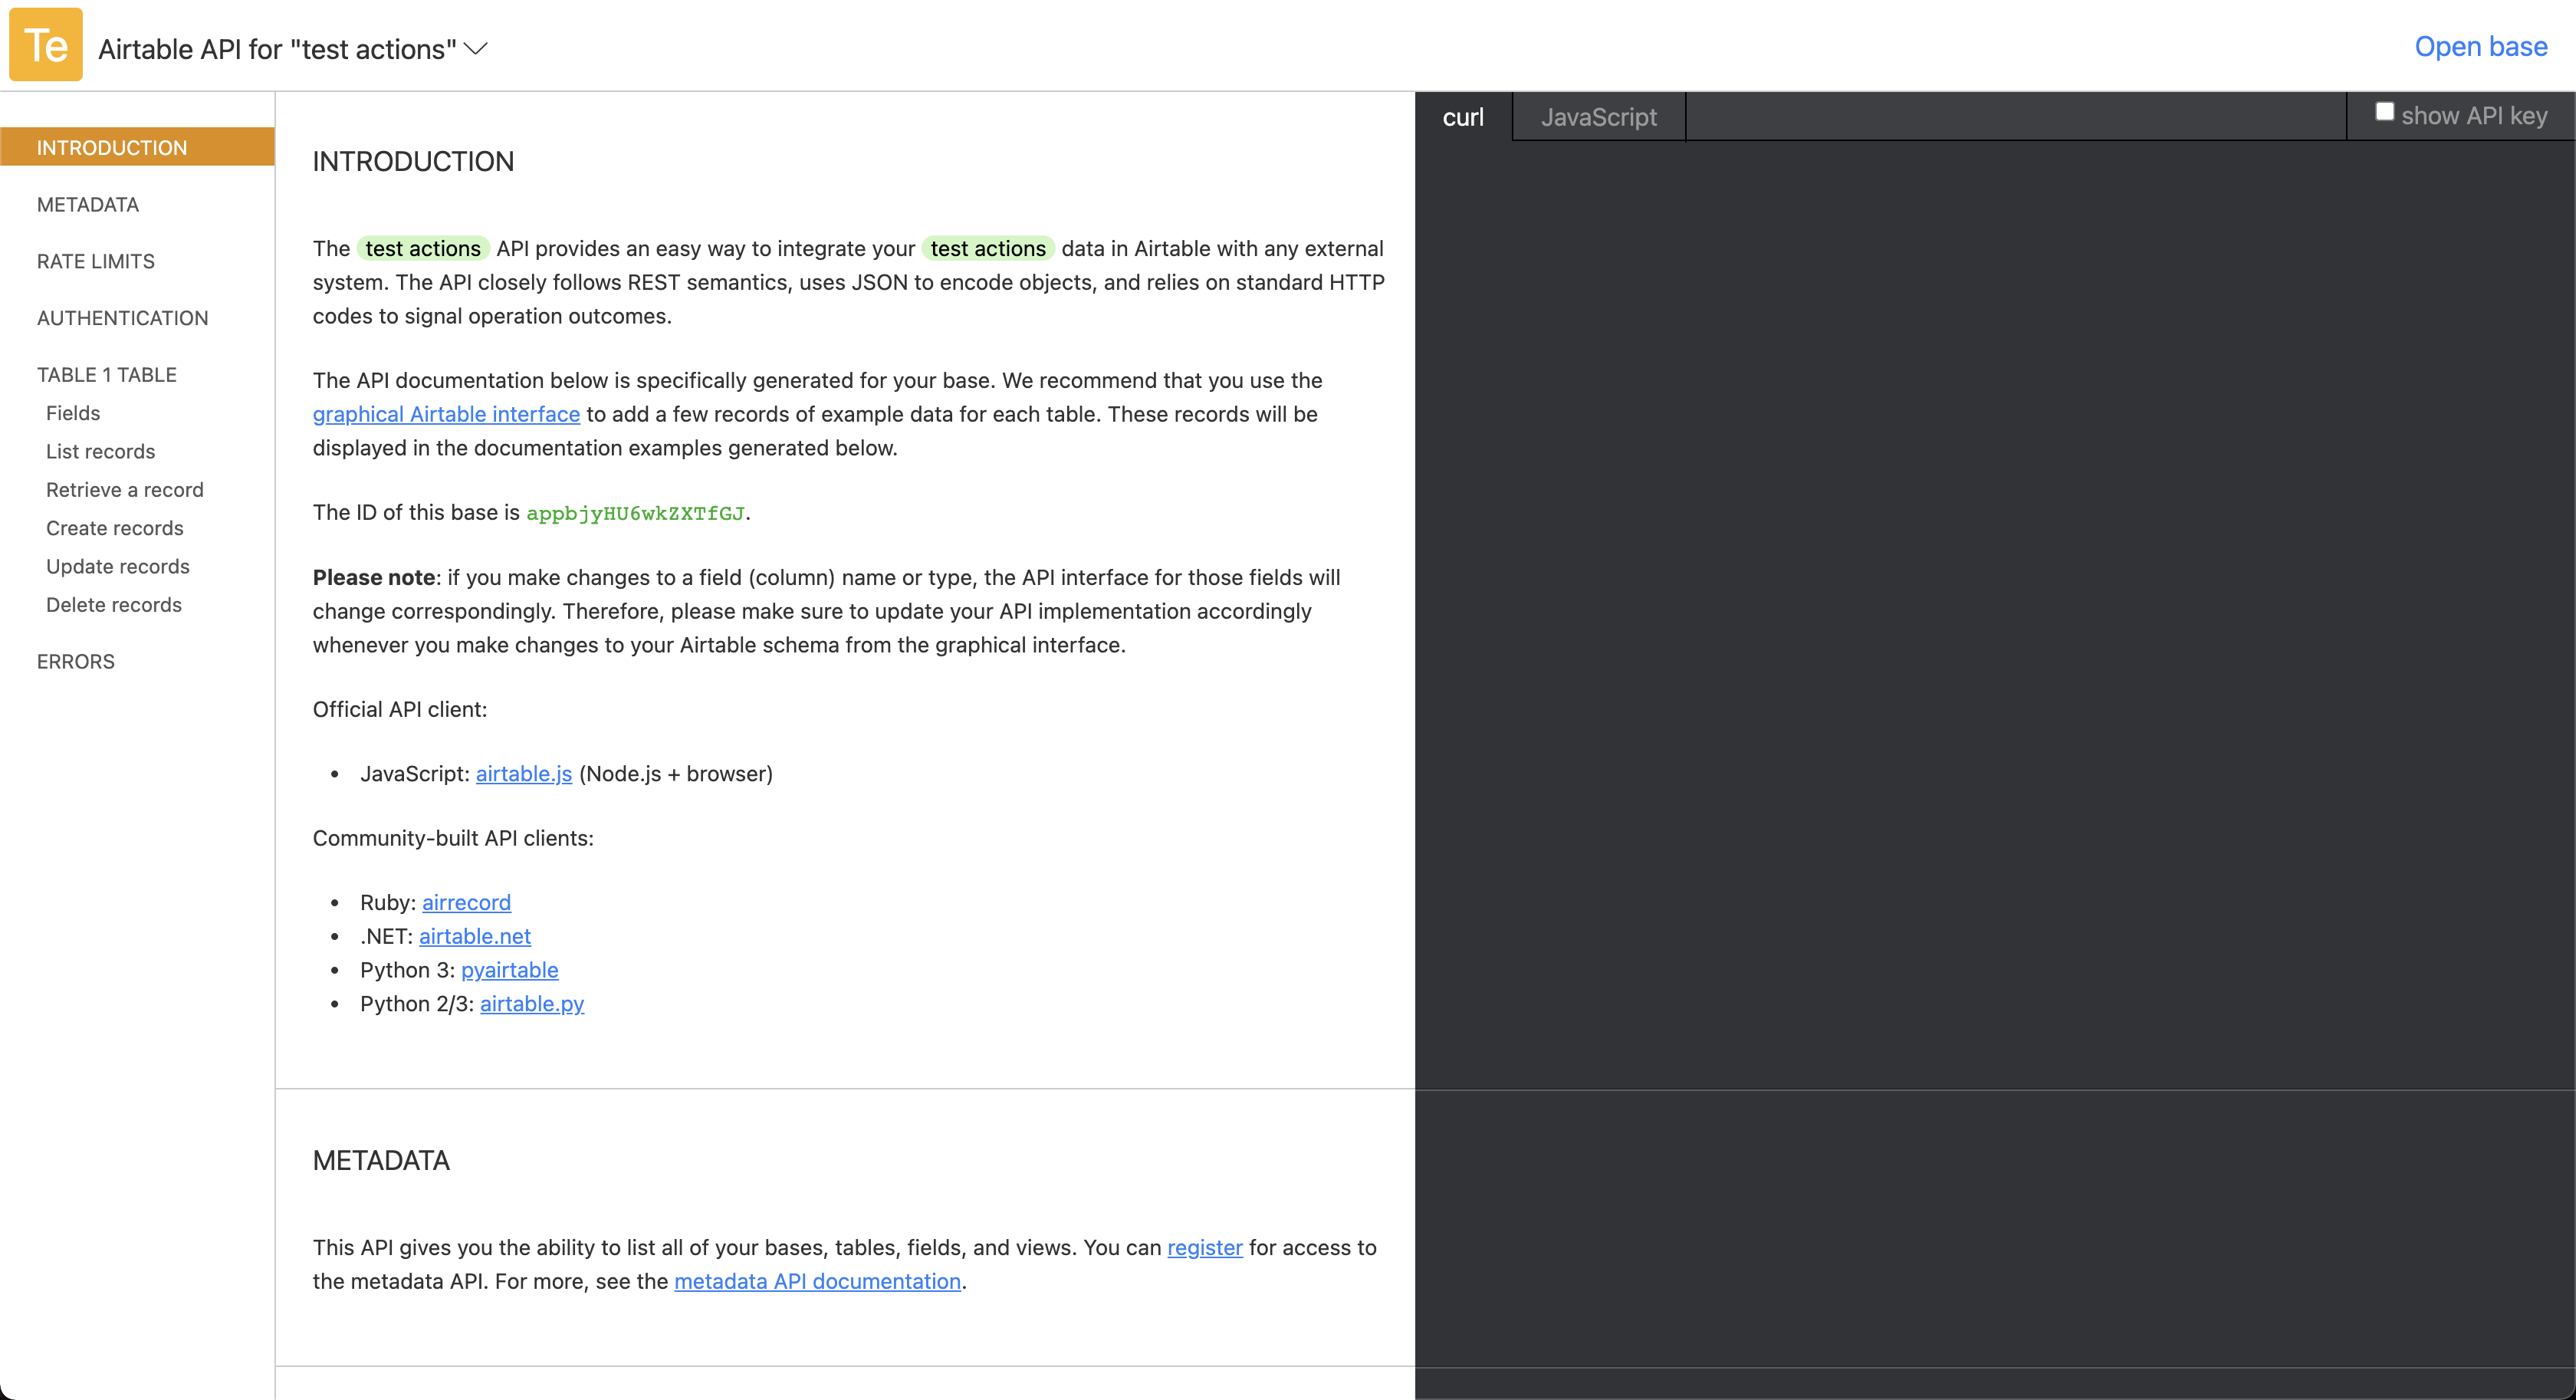 Te
Airtable API for "test actions"
Open base
INTRODUCTION
METADATA
RATE LIMITS
AUTHENTICATION
TABLE 1 TABLE
Fields
List records
Retrieve a record
Create records
Update records
Delete records
ERRORS
INTRODUCTION
The test actions API provides an easy way to integrate your test actions data in Airtable with any external
system. The API closely follows REST semantics, uses JSON to encode objects, and relies on standard HTTP
codes to signal operation outcomes.
The API documentation below is specifically generated for your base. We recommend that you use the
graphical Airtable interface to add a few records of example data for each table. These records will be
displayed in the documentation examples generated below.
The ID of this base is appbjyHU6wkZXTfGJ.
Please note: if you make changes to a field (column) name or type, the API interface for those fields will
change correspondingly. Therefore, please make sure to update your API implementation accordingly
whenever you make changes to your Airtable schema from the graphical interface.
Official API client:
• JavaScript: airtable.js (Node.js + browser)
Community-built API clients:
• Ruby: airrecord
• .NET: airtable.net
• Python 3: pyairtable
• Python 2/3: airtable.py
METADATA
This API gives you the ability to list all of your bases, tables, fields, and views. You can register for access to
the metadata API. For more, see the metadata API documentation.
curl
JavaScript
show API key